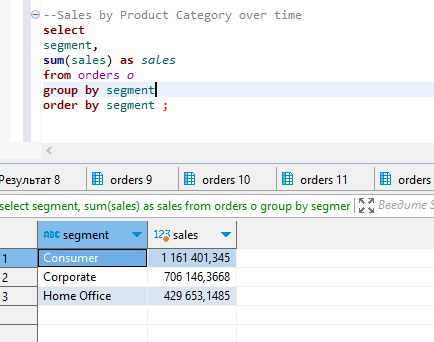 --Sales by Product Category over time
select
segment,
sum(sales) as sales
from orders o
group by segment
order by segment ;
Результат 8 orders 9 orders 10 orders 11 orders
select segment, sum(sales) as sales from orders o group by segmer Введите S
ABC segment 123 sales
1 Consumer 1 161 401,345
2 Corporate 706 146,3668
3 Home Office 429 653,1485